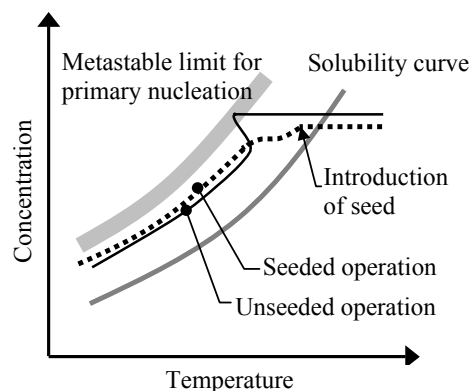 Metastable limit for
primary nucleation
Solubility curve
Introduction
of seed
Seeded operation
Unseeded operation
Concentration
Temperature